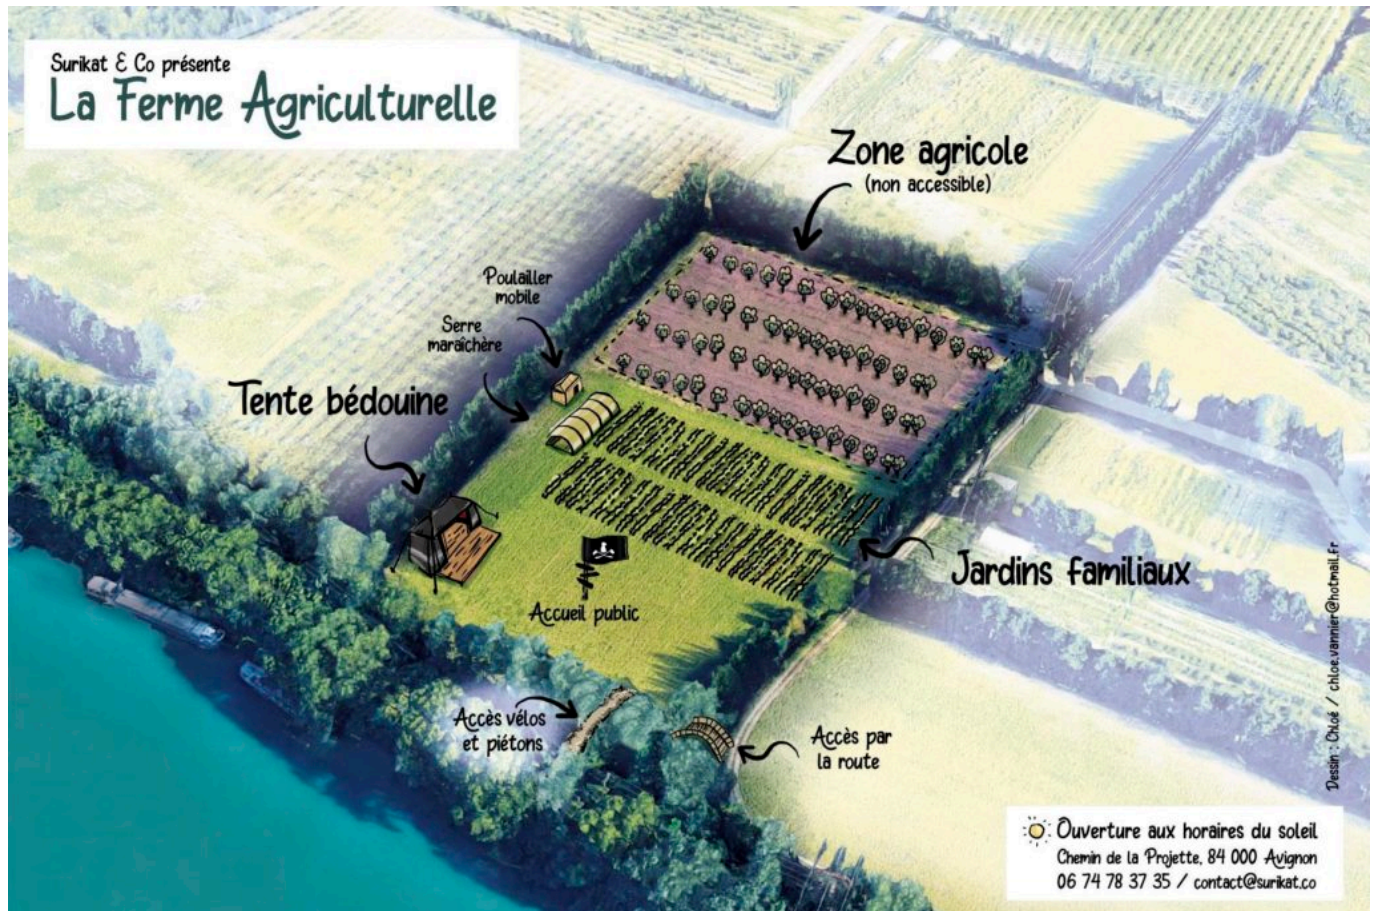 Surikat & Co présente
La Ferme Agriculturelle
Zone agricole
(non accessible)
Poulailler
mobile
Serre
maraîchère
Tente bédouine
Jardins familiaux
Accueil public
Accès vélos
et piétons
Accès par
la route
Dessin : Chloé / chloe.vannier@hotmail.fr
Ouverture aux horaires du soleil
Chemin de la Projette, 84 000 Avignon
06 74 78 37 35 / contact@surikat.co